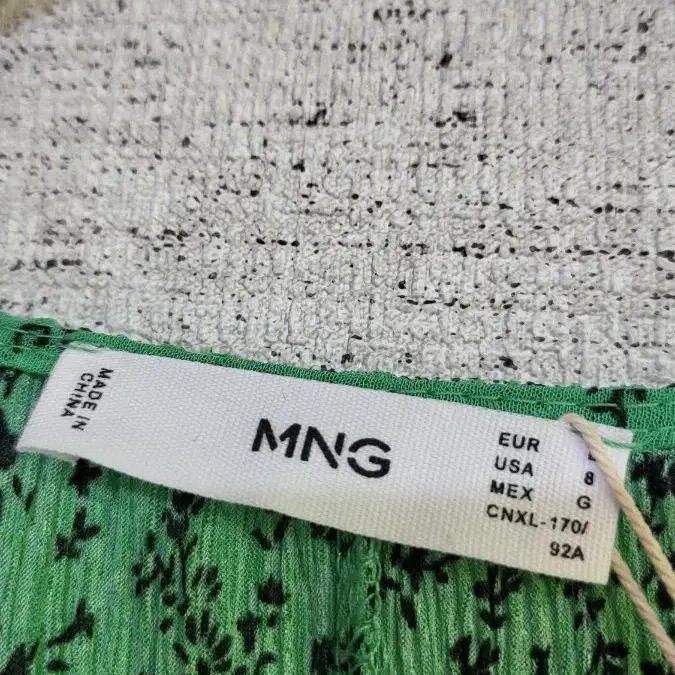 MADE IN
CHINA
MNG
EUR
USA 8
MEX G
CNXL-170/
92A